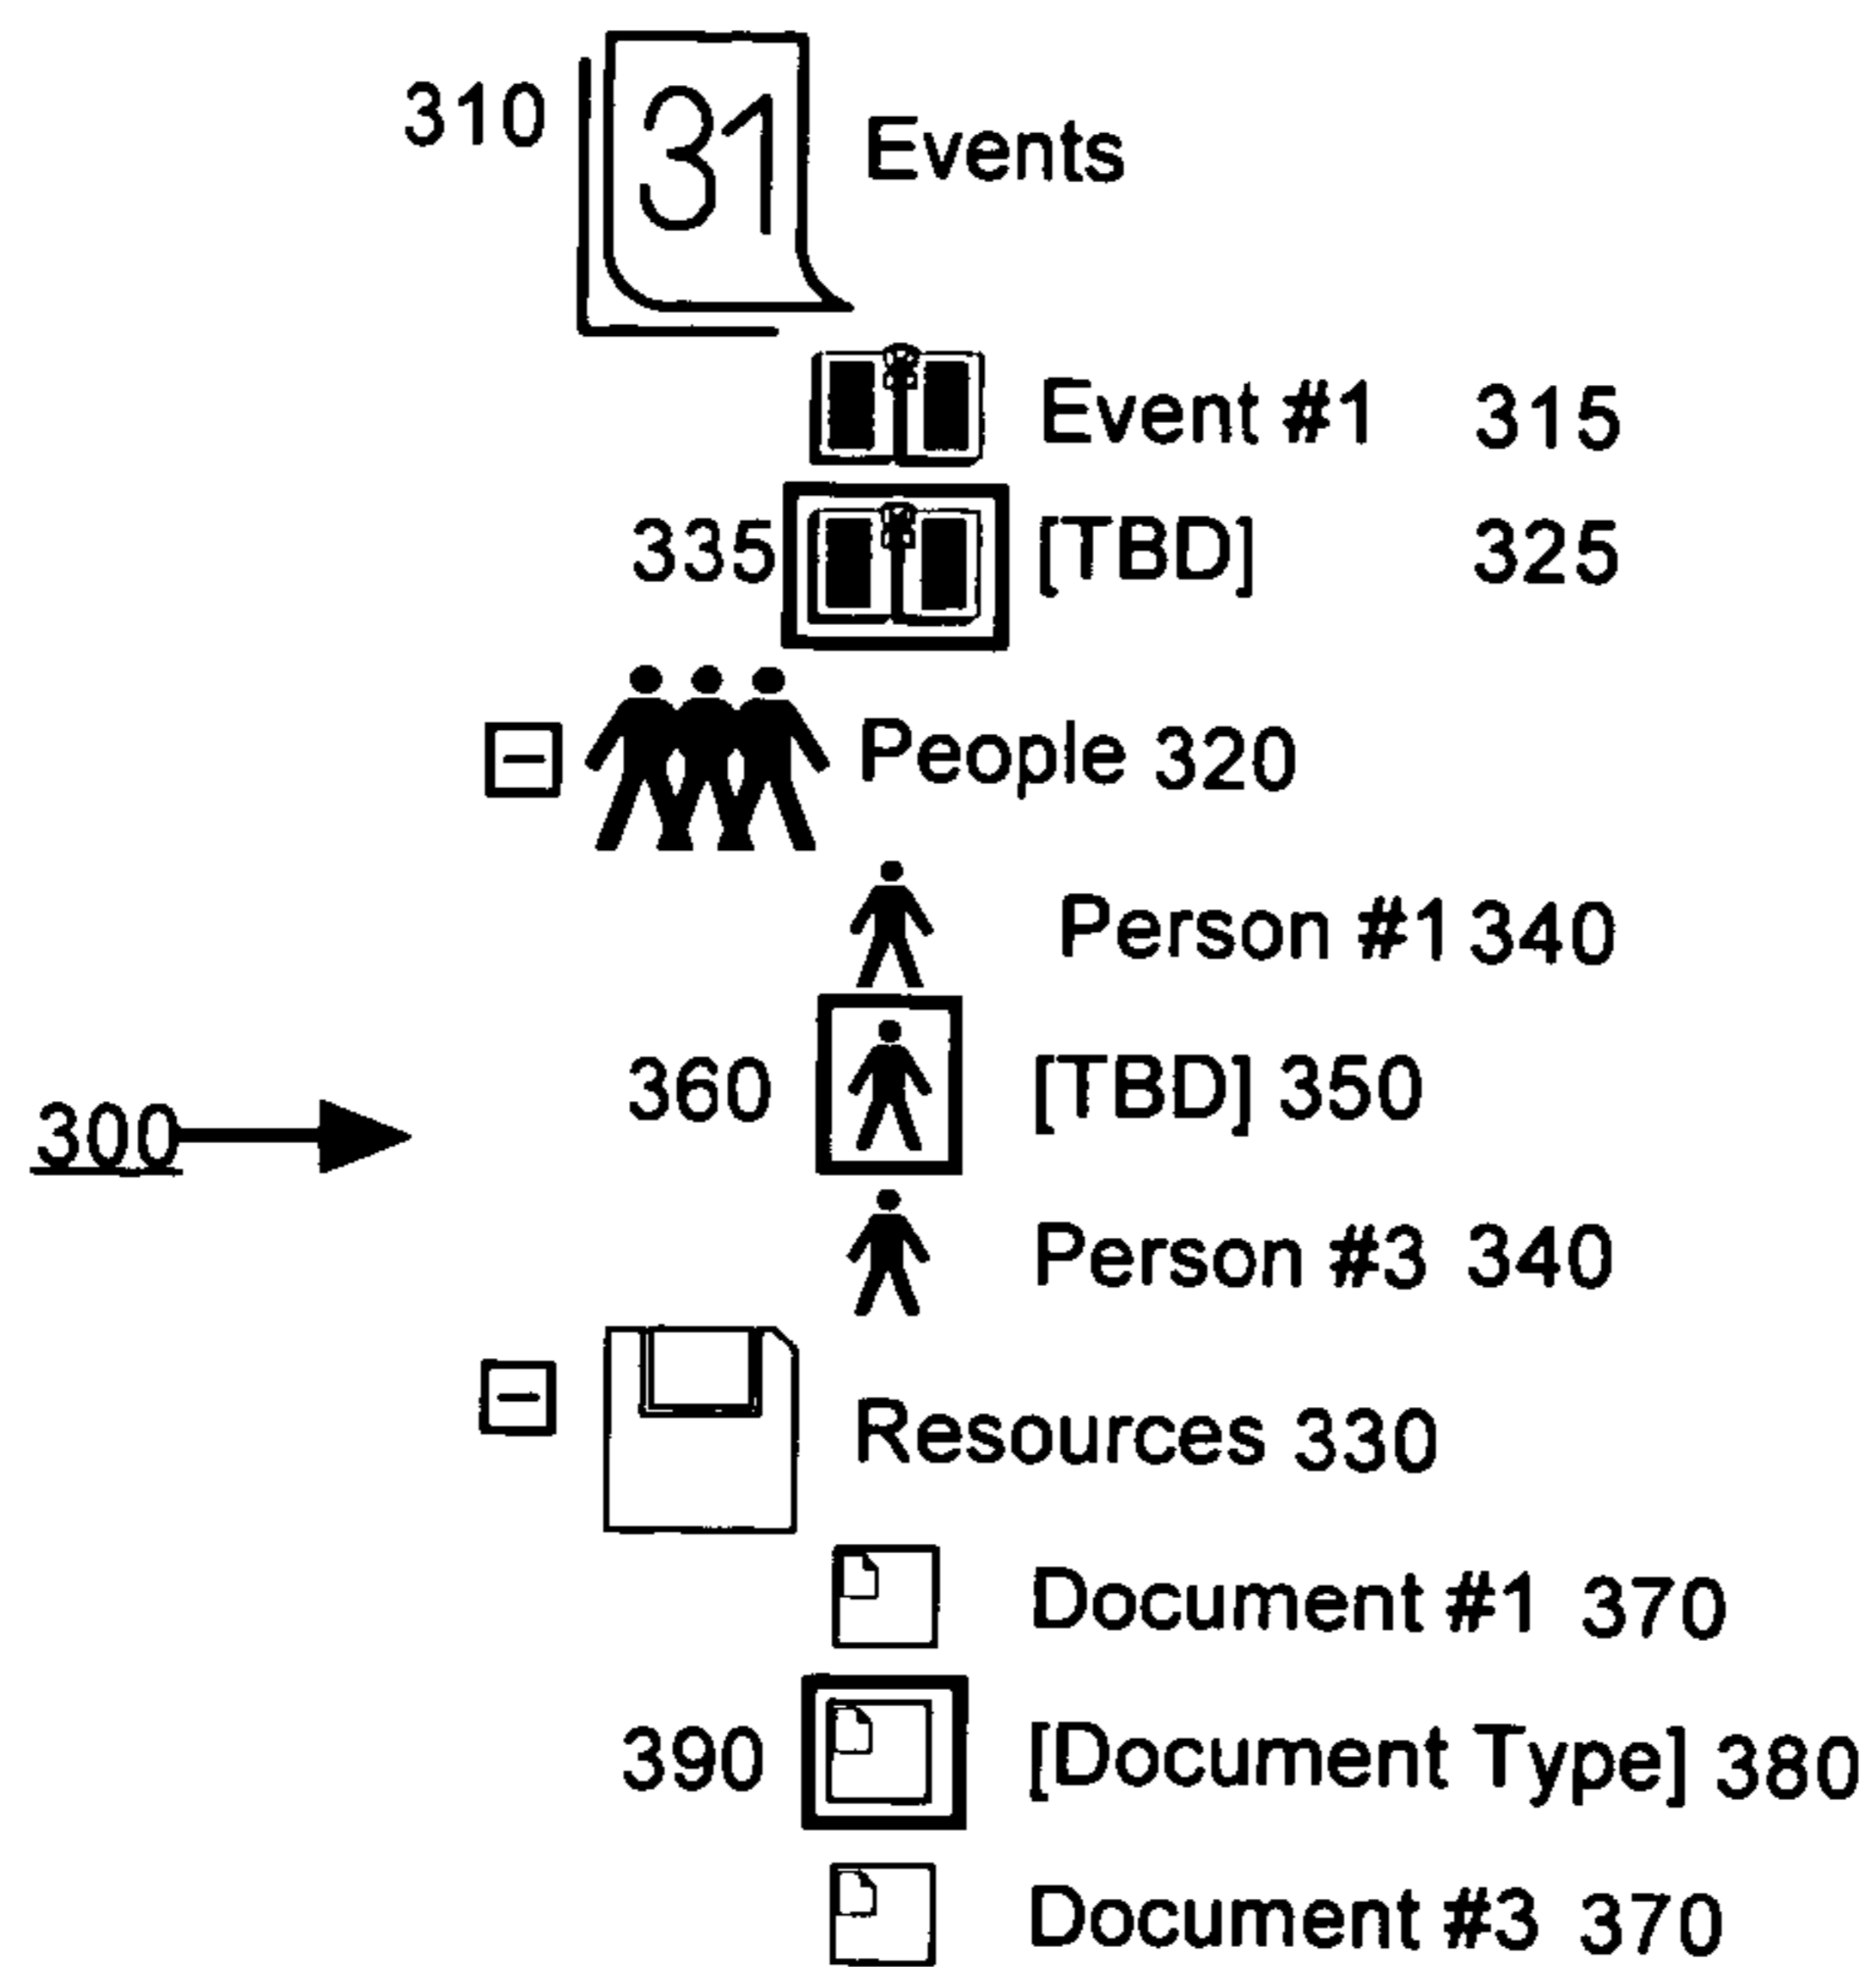 310 31 Events
Event #1 315
335 [TBD] 325
People 320
Person #1 340
360 [TBD] 350
300
Person #3 340
Resources 330
Document #1 370
390 [Document Type] 380
Document #3 370